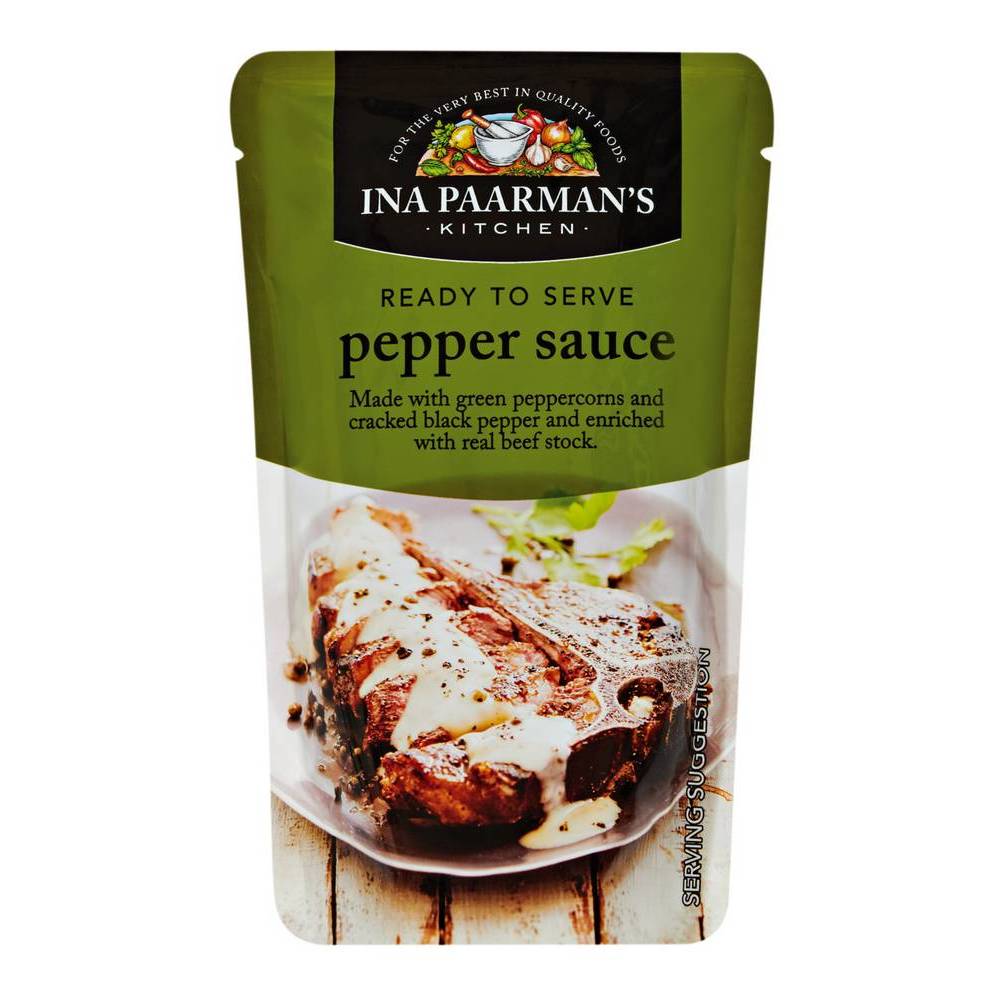 FOR THE VERY BEST IN QUALITY FOODS
INA PAARMAN'S
· KITCHEN ·
READY TO SERVE
pepper sauce
Made with green peppercorns and
cracked black pepper and enriched
with real beef stock.
SERVING SUGGESTION